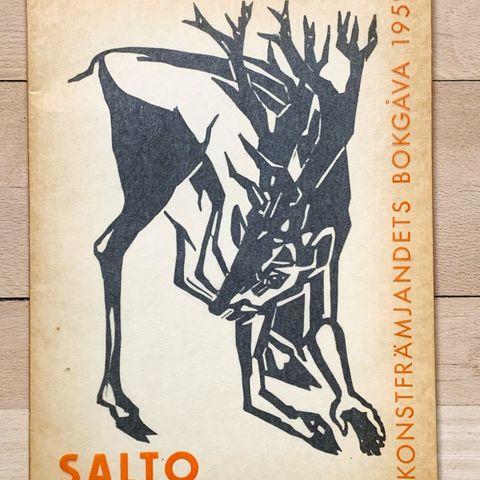 KONSTFRÄMJANDETS BOKGÅVA 195
SALTO